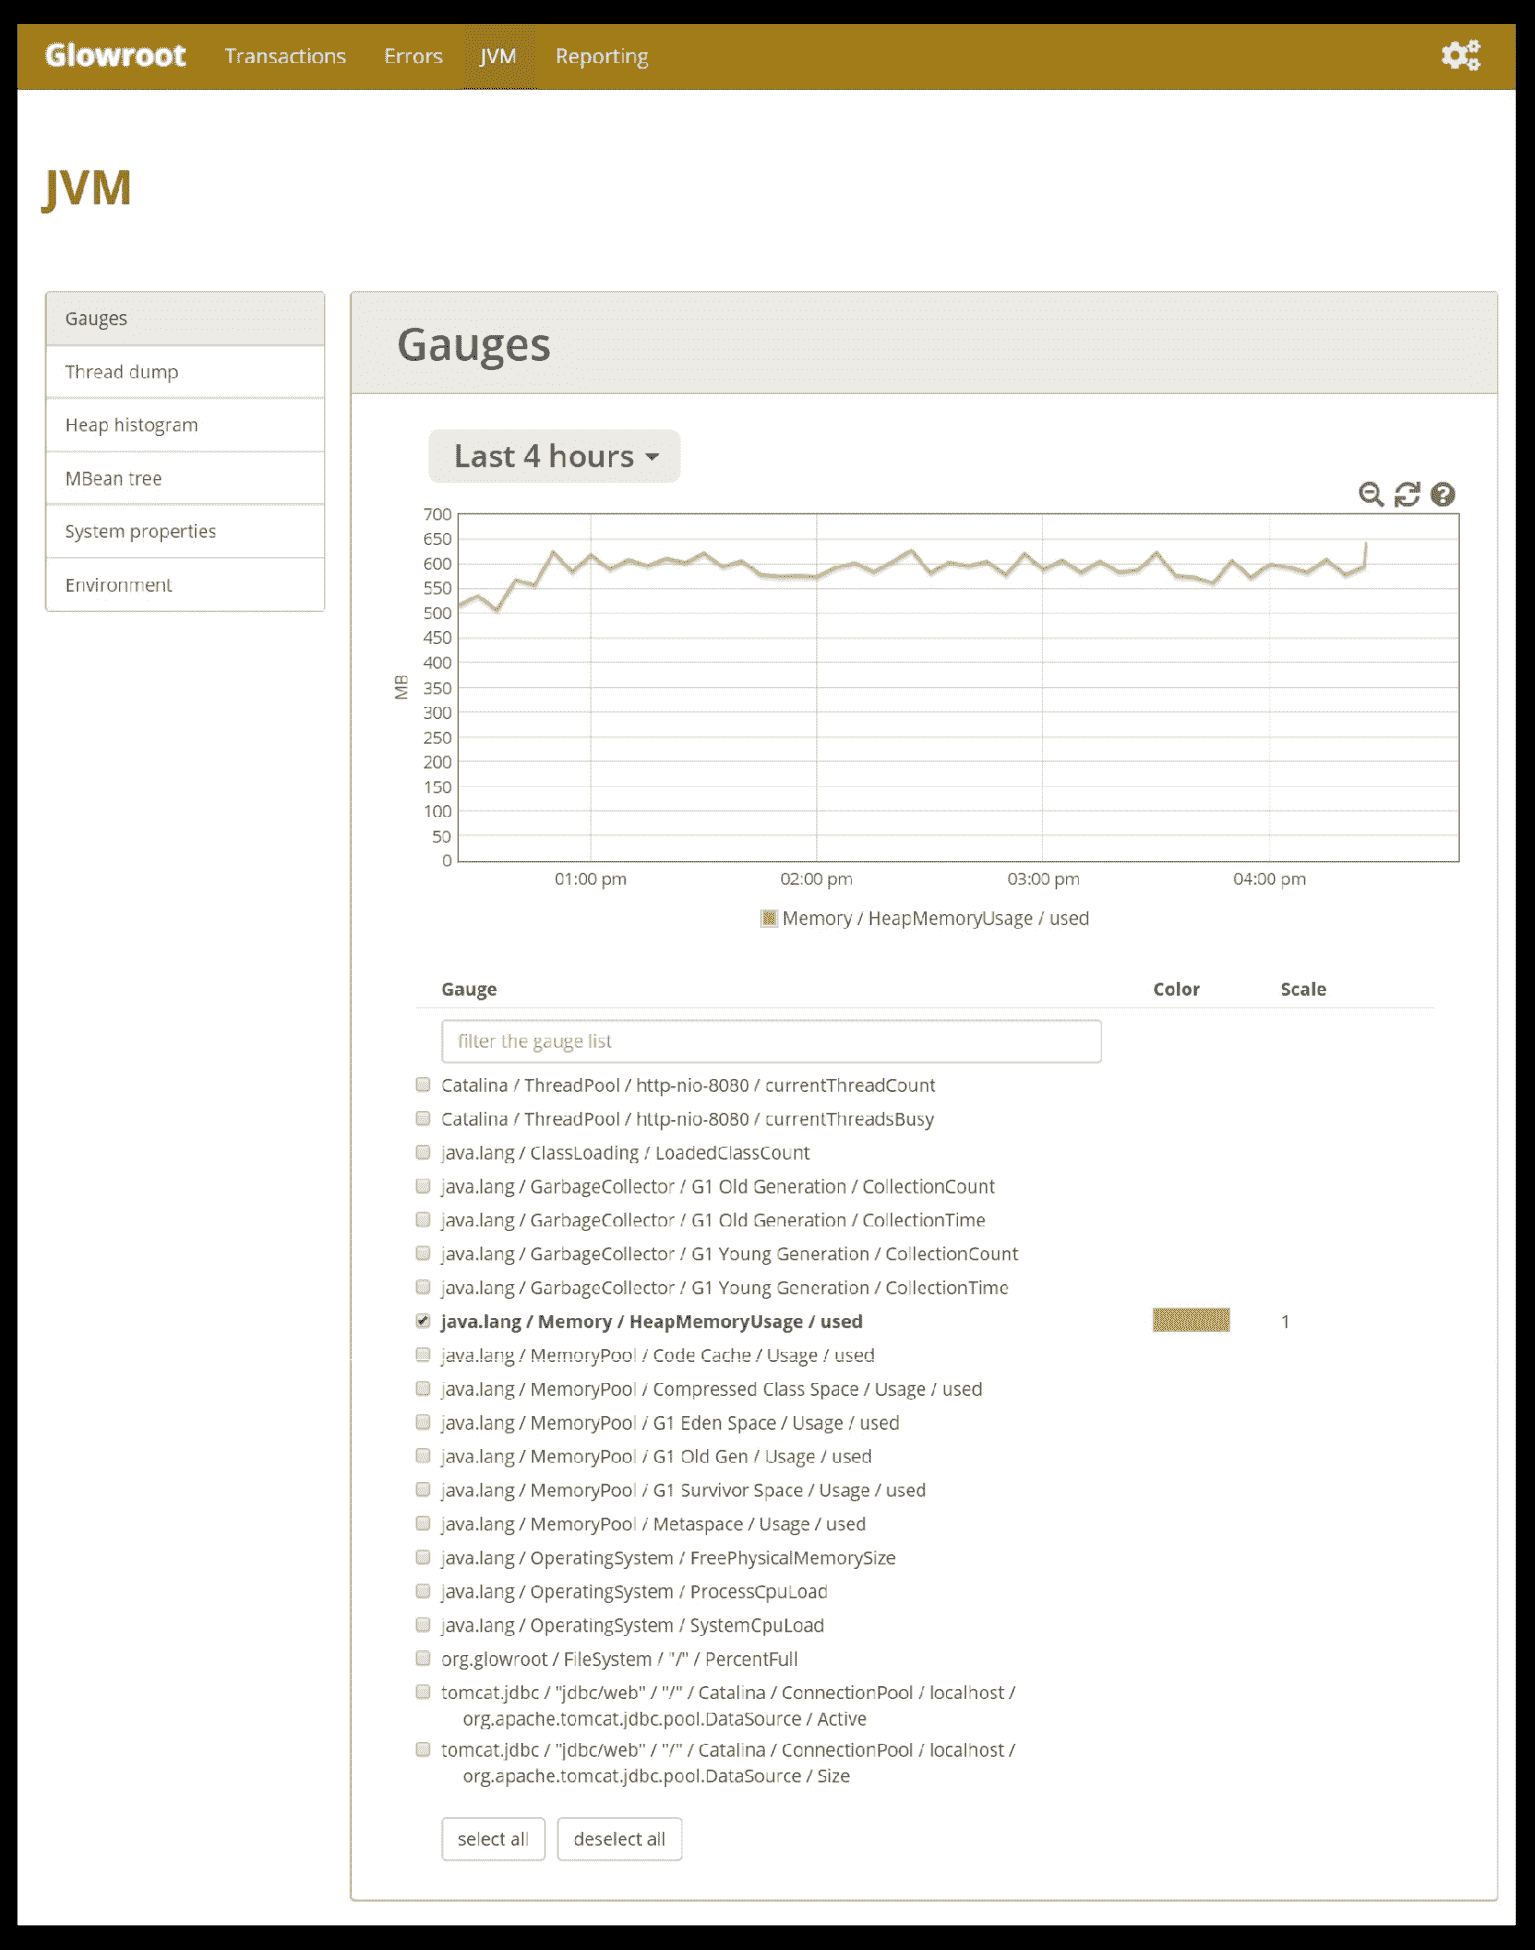 Glowroot Transactions Errors JVM Reporting
JVM
Gauges
Thread dump
Heap histogram
MBean tree
System properties
Environment
Gauges
Last 4 hours
700
650
600
550
500
450
400
350
300
250
200
150
100
50
0
MB
01:00 pm 02:00 pm 03:00 pm 04:00 pm
Memory / HeapMemoryUsage / used
Gauge Color Scale
filter the gauge list
Catalina / ThreadPool / http-nio-8080 / currentThreadCount
Catalina / ThreadPool / http-nio-8080 / currentThreadsBusy
java.lang / ClassLoading / LoadedClassCount
java.lang / GarbageCollector / G1 Old Generation / CollectionCount
java.lang / GarbageCollector / G1 Old Generation / CollectionTime
java.lang / GarbageCollector / G1 Young Generation / CollectionCount
java.lang / GarbageCollector / G1 Young Generation / CollectionTime
java.lang / Memory / HeapMemoryUsage / used 1
java.lang / MemoryPool / Code Cache / Usage / used
java.lang / MemoryPool / Compressed Class Space / Usage / used
java.lang / MemoryPool / G1 Eden Space / Usage / used
java.lang / MemoryPool / G1 Old Gen / Usage / used
java.lang / MemoryPool / G1 Survivor Space / Usage / used
java.lang / MemoryPool / Metaspace / Usage / used
java.lang / OperatingSystem / FreePhysicalMemorySize
java.lang / OperatingSystem / ProcessCpuLoad
java.lang / OperatingSystem / SystemCpuLoad
org.glowroot / FileSystem / "/" / PercentFull
tomcat.jdbc / "jdbc/web" / "/" / Catalina / ConnectionPool / localhost /
org.apache.tomcat.jdbc.pool.DataSource / Active
tomcat.jdbc / "jdbc/web" / "/" / Catalina / ConnectionPool / localhost /
org.apache.tomcat.jdbc.pool.DataSource / Size
select all deselect all